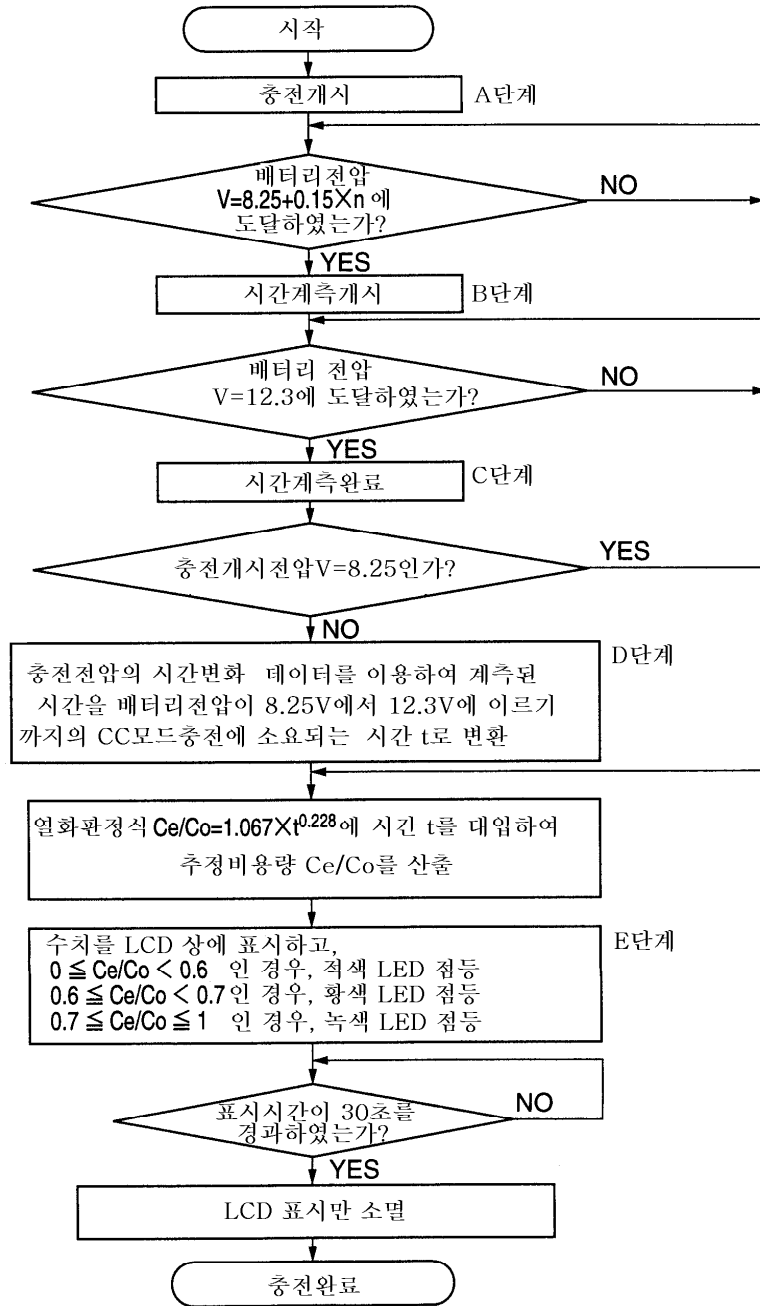 시작
충전개시
A단계
배터리전압
V=8.25+0.15×n 에
도달하였는가?
NO
YES
시간계측개시
B단계
배터리 전압
V=12.3에 도달하였는가?
NO
YES
시간계측완료
C단계
충전개시전압V=8.25인가?
YES
NO
D단계
충전전압의 시간변화 데이터를 이용하여 계측된
시간을 배터리전압이 8.25V에서 12.3V에 이르기
까지의 CC모드충전에 소요되는 시간 t로 변환
열화판정식 Ce/Co=1.067×t^0.228에 시간 t를 대입하여
추정비용량 Ce/Co를 산출
수치를 LCD 상에 표시하고,
E단계
0 ≦ Ce/Co < 0.6 인 경우, 적색 LED 점등
0.6 ≦ Ce/Co < 0.7인 경우, 황색 LED 점등
0.7 ≦ Ce/Co ≦ 1 인 경우, 녹색 LED 점등
표시시간이 30초를
경과하였는가?
NO
YES
LCD 표시만 소멸
충전완료